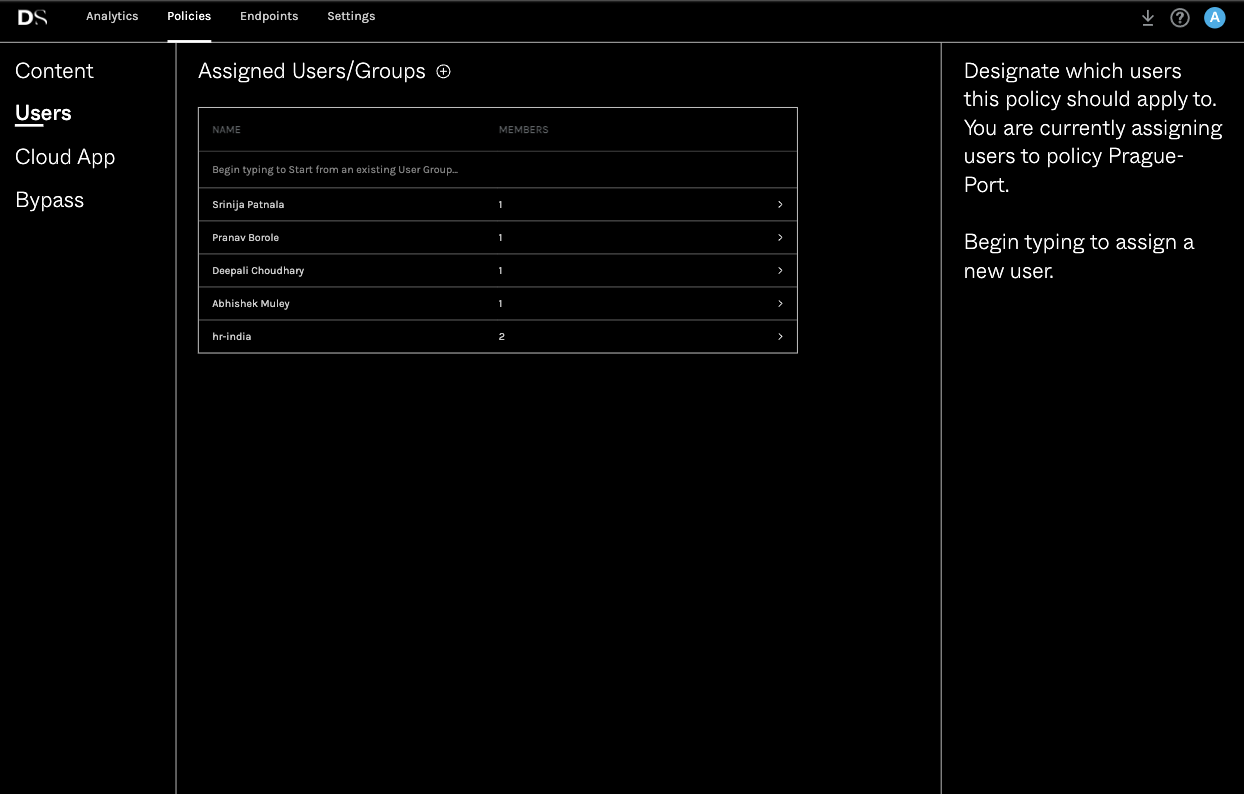 DS
Analytics Policies Endpoints Settings
? A
Content
Users
Cloud App
Bypass
Assigned Users/Groups
NAME MEMBERS
Begin typing to Start from an existing User Group...
Srinija Patnala 1
Pranav Borole 1
Deepali Choudhary 1
Abhishek Muley 1
hr-india 2
Designate which users
this policy should apply to.
You are currently assigning
users to policy Prague-
Port.
Begin typing to assign a
new user.